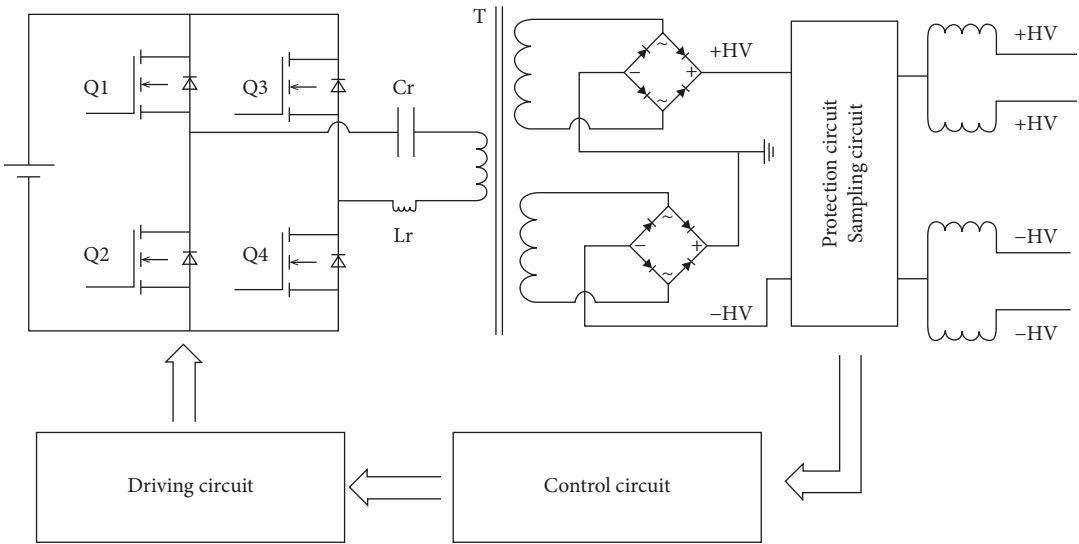 T
+HV
+HV
+HV
Q1
Q3
Cr
~
−
+
~
Protection circuit
Sampling circuit
Q2
Q4
Lr
~
−
+
~
−HV
−HV
−HV
Driving circuit
Control circuit